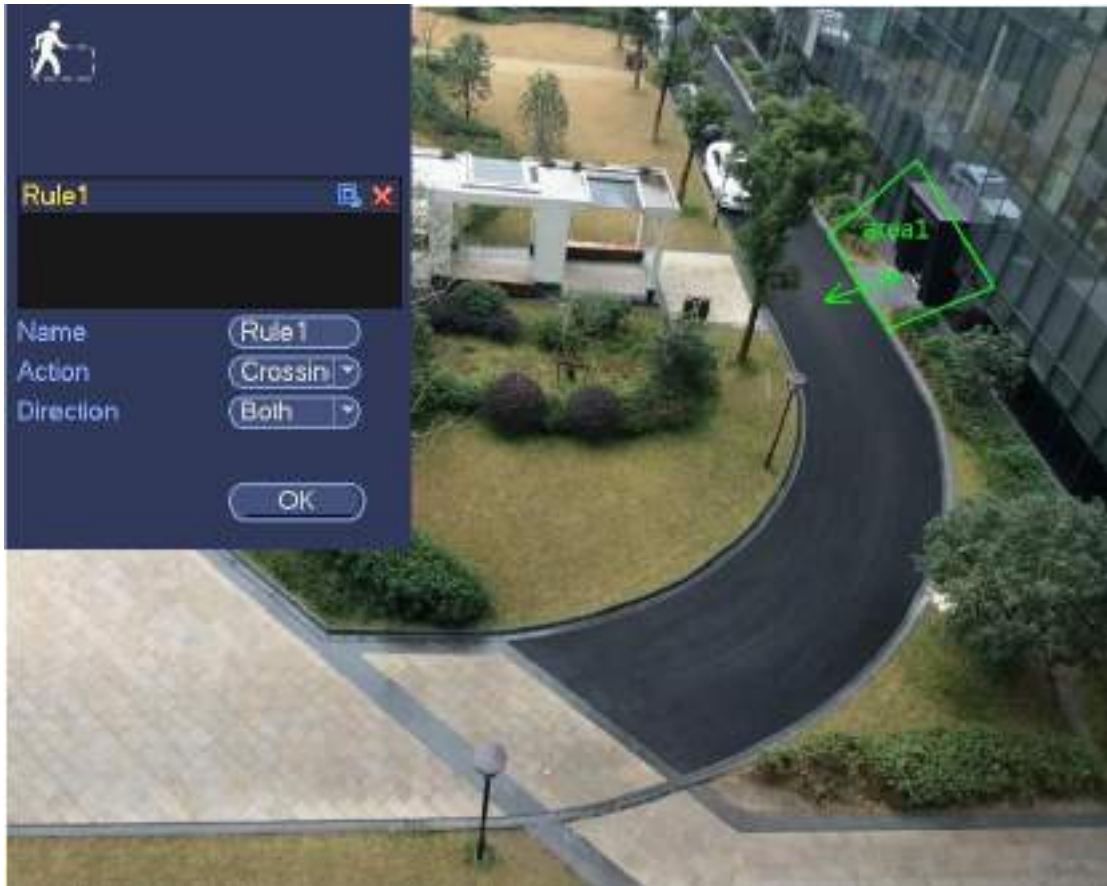 Rule1
Name Rule1
Action Crossin
Direction Both
OK
area1